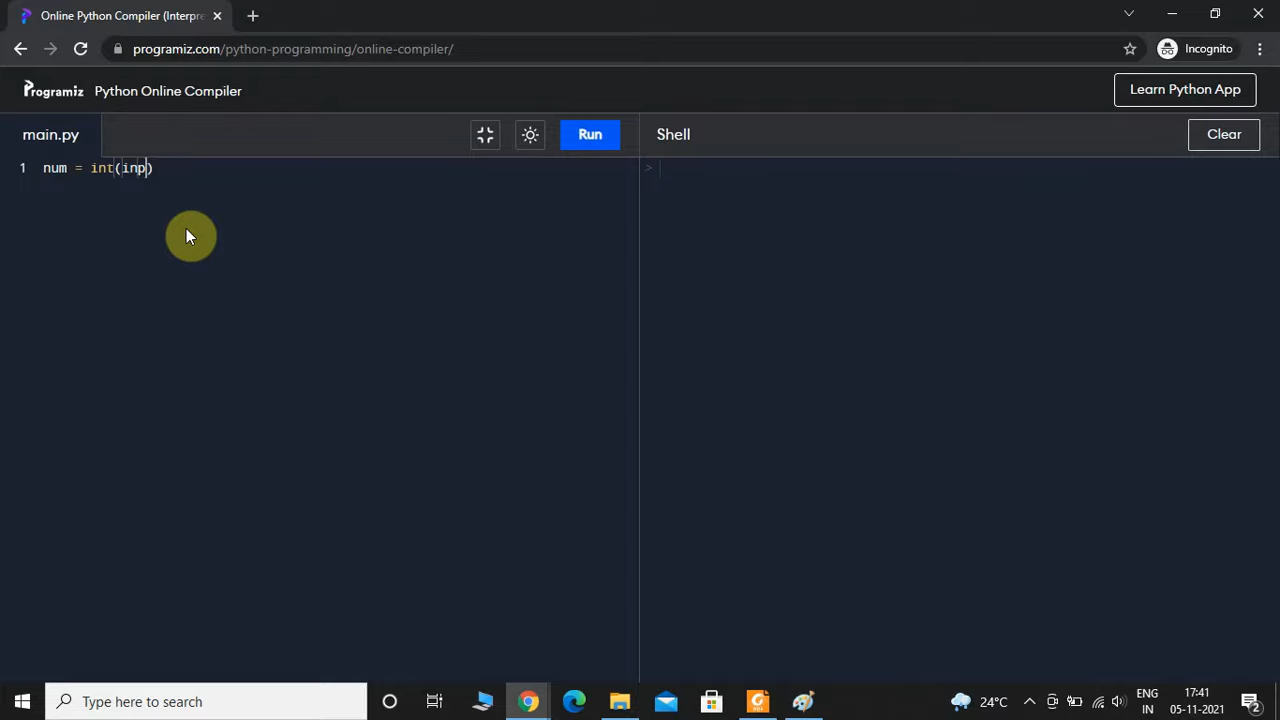 Online Python Compiler (Interpre
programiz.com/python-programming/online-compiler/
Incognito
Programiz
Python Online Compiler
Learn Python App
main.py
Run
Shell
Clear
1 num = int(inp)
>
Type here to search
24°C
ENG
IN
17:41
05-11-2021
2